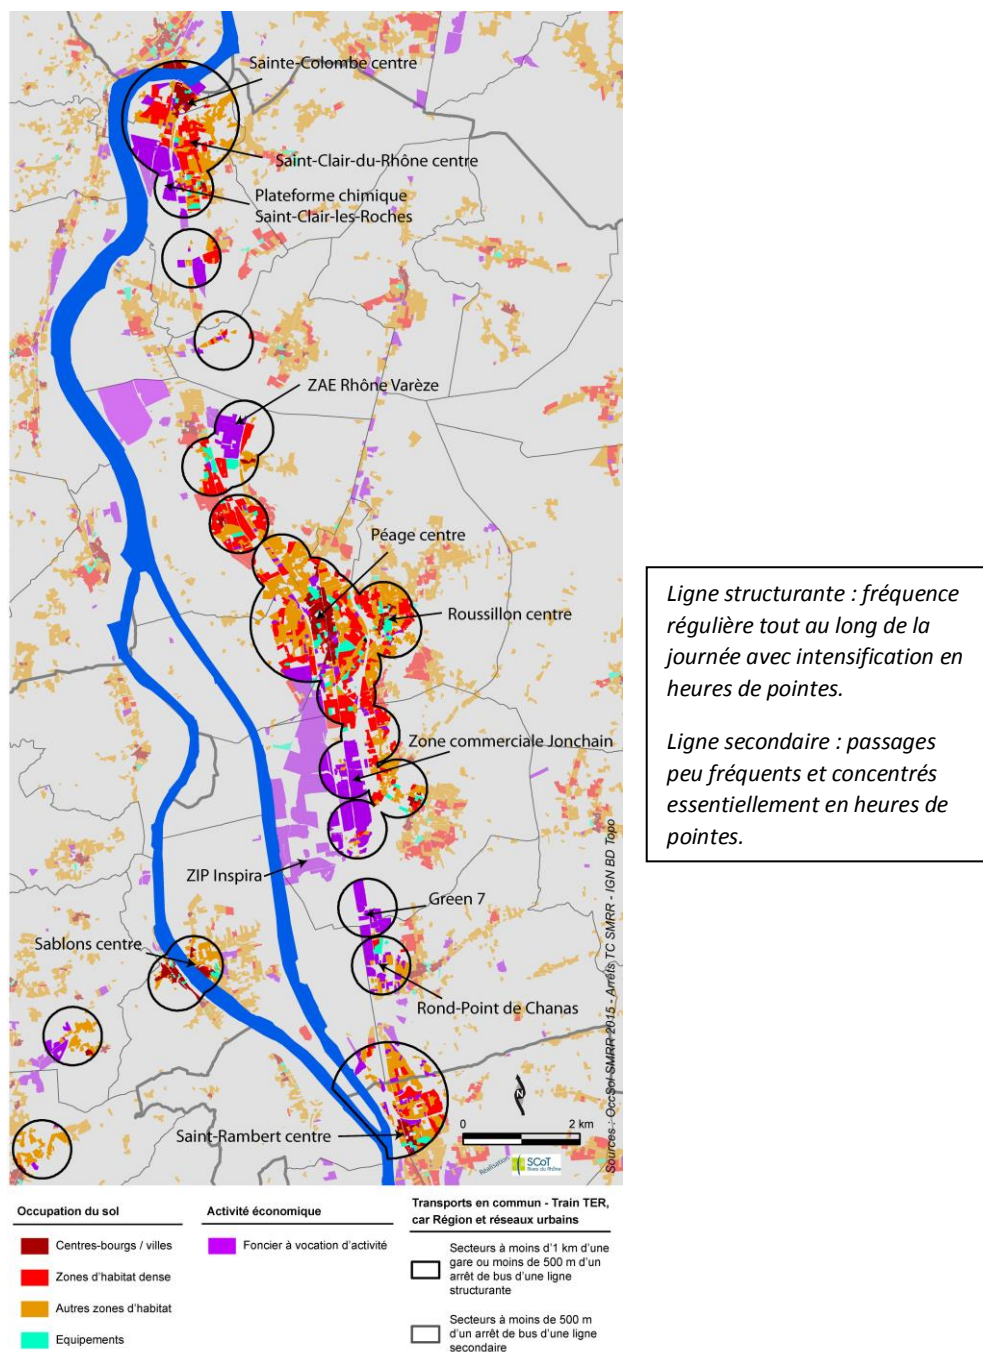 Sainte-Colombe centre
Saint-Clair-du-Rhône centre
Plateforme chimique
Saint-Clair-les-Roches
ZAE Rhône Varèze
Péage centre
Roussillon centre
Zone commerciale Jonchain
ZIP Inspira
Green 7
Sablons centre
Rond-Point de Chanas
Saint-Rambert centre
N
0 2 km
Réalisation
SCoT
Rives du Rhône
Sources : OccSol SMRR 2015 - Arrêts TC SMRR - IGN BD Topo
Ligne structurante : fréquence
régulière tout au long de la
journée avec intensification en
heures de pointes.
Ligne secondaire : passages
peu fréquents et concentrés
essentiellement en heures de
pointes.
Occupation du sol
Centres-bourgs / villes
Zones d'habitat dense
Autres zones d'habitat
Equipements
Activité économique
Foncier à vocation d'activité
Transports en commun - Train TER,
car Région et réseaux urbains
Secteurs à moins d'1 km d'une
gare ou moins de 500 m d'un
arrêt de bus d'une ligne
structurante
Secteurs à moins de 500 m
d'un arrêt de bus d'une ligne
secondaire